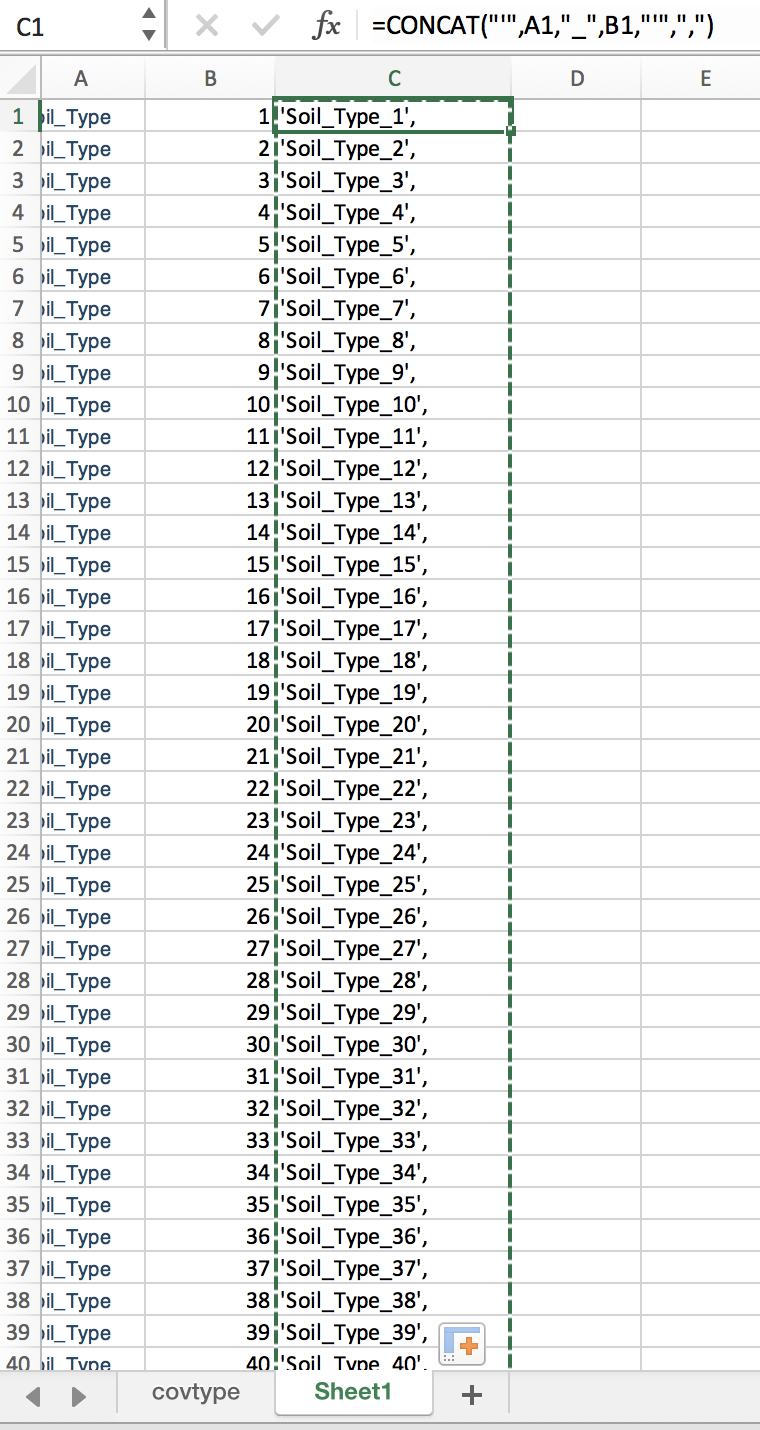 C1 fx =CONCAT("'",A1,"_",B1,"'",",")
A B C D E
1 oil_Type 1 'Soil_Type_1',
2 oil_Type 2 'Soil_Type_2',
3 oil_Type 3 'Soil_Type_3',
4 oil_Type 4 'Soil_Type_4',
5 oil_Type 5 'Soil_Type_5',
6 oil_Type 6 'Soil_Type_6',
7 oil_Type 7 'Soil_Type_7',
8 oil_Type 8 'Soil_Type_8',
9 oil_Type 9 'Soil_Type_9',
10 oil_Type 10 'Soil_Type_10',
11 oil_Type 11 'Soil_Type_11',
12 oil_Type 12 'Soil_Type_12',
13 oil_Type 13 'Soil_Type_13',
14 oil_Type 14 'Soil_Type_14',
15 oil_Type 15 'Soil_Type_15',
16 oil_Type 16 'Soil_Type_16',
17 oil_Type 17 'Soil_Type_17',
18 oil_Type 18 'Soil_Type_18',
19 oil_Type 19 'Soil_Type_19',
20 oil_Type 20 'Soil_Type_20',
21 oil_Type 21 'Soil_Type_21',
22 oil_Type 22 'Soil_Type_22',
23 oil_Type 23 'Soil_Type_23',
24 oil_Type 24 'Soil_Type_24',
25 oil_Type 25 'Soil_Type_25',
26 oil_Type 26 'Soil_Type_26',
27 oil_Type 27 'Soil_Type_27',
28 oil_Type 28 'Soil_Type_28',
29 oil_Type 29 'Soil_Type_29',
30 oil_Type 30 'Soil_Type_30',
31 oil_Type 31 'Soil_Type_31',
32 oil_Type 32 'Soil_Type_32',
33 oil_Type 33 'Soil_Type_33',
34 oil_Type 34 'Soil_Type_34',
35 oil_Type 35 'Soil_Type_35',
36 oil_Type 36 'Soil_Type_36',
37 oil_Type 37 'Soil_Type_37',
38 oil_Type 38 'Soil_Type_38',
39 oil_Type 39 'Soil_Type_39',
40 oil_Type 40 'Soil_Type_40',
covtype Sheet1 +